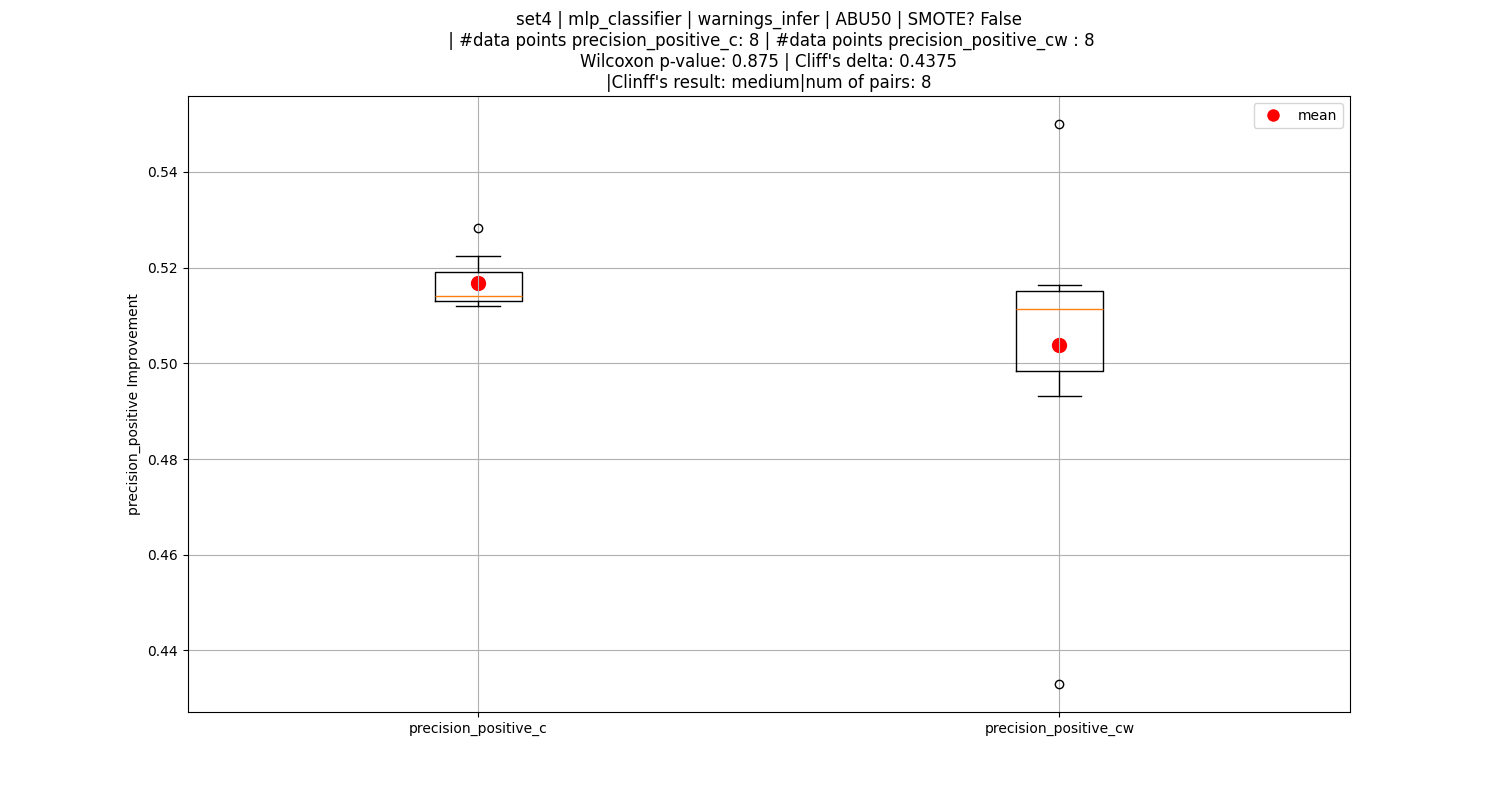 set4 | mlp_classifier | warnings_infer | ABU50 | SMOTE? False
| #data points precision_positive_c: 8 | #data points precision_positive_cw : 8
Wilcoxon p-value: 0.875 | Cliff's delta: 0.4375
|Clinff's result: medium|num of pairs: 8
mean
0.54
0.52
0.50
0.48
0.46
0.44
precision_positive Improvement
precision_positive_c
precision_positive_cw